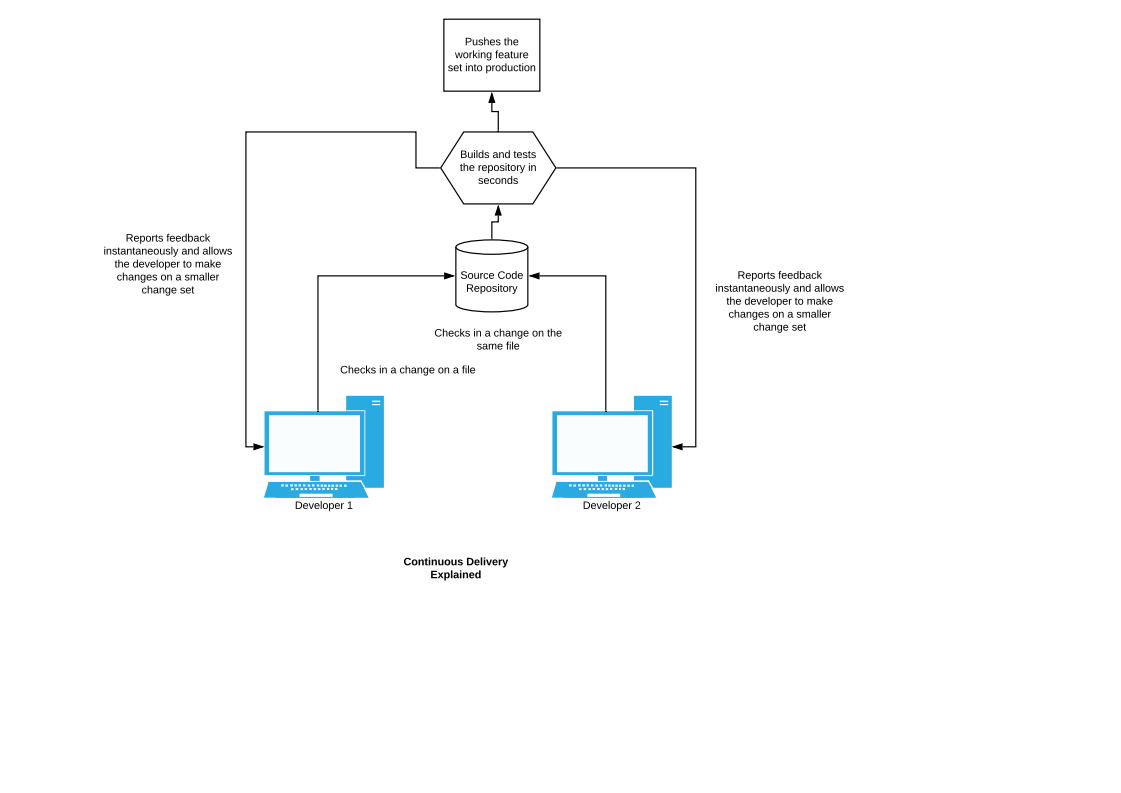 Pushes the
working feature
set into production
Builds and tests
the repository in
seconds
Reports feedback
instantaneously and allows
the developer to make
changes on a smaller
change set
Source Code
Repository
Reports feedback
instantaneously and allows
the developer to make
changes on a smaller
change set
Checks in a change on the
same file
Checks in a change on a file
Developer 1
Developer 2
Continuous Delivery
Explained